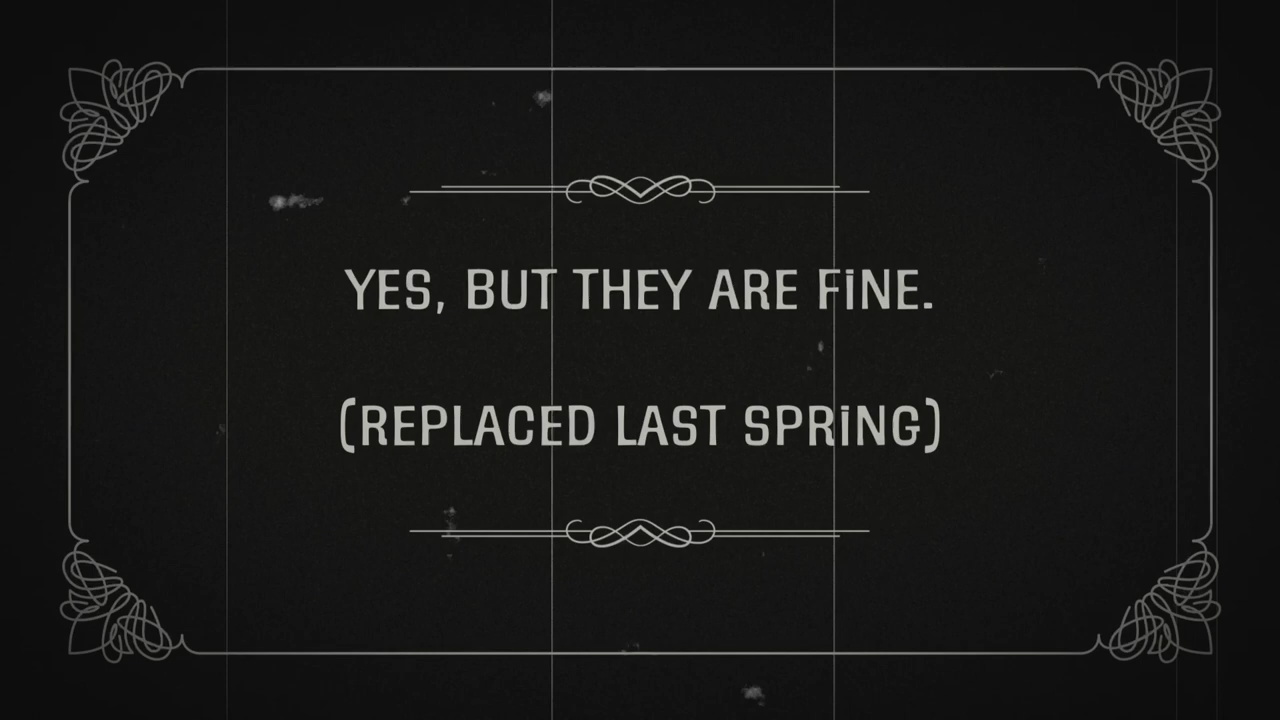 YES, BUT THEY ARE FiNE.
(REPLACED LAST SPRiNG)